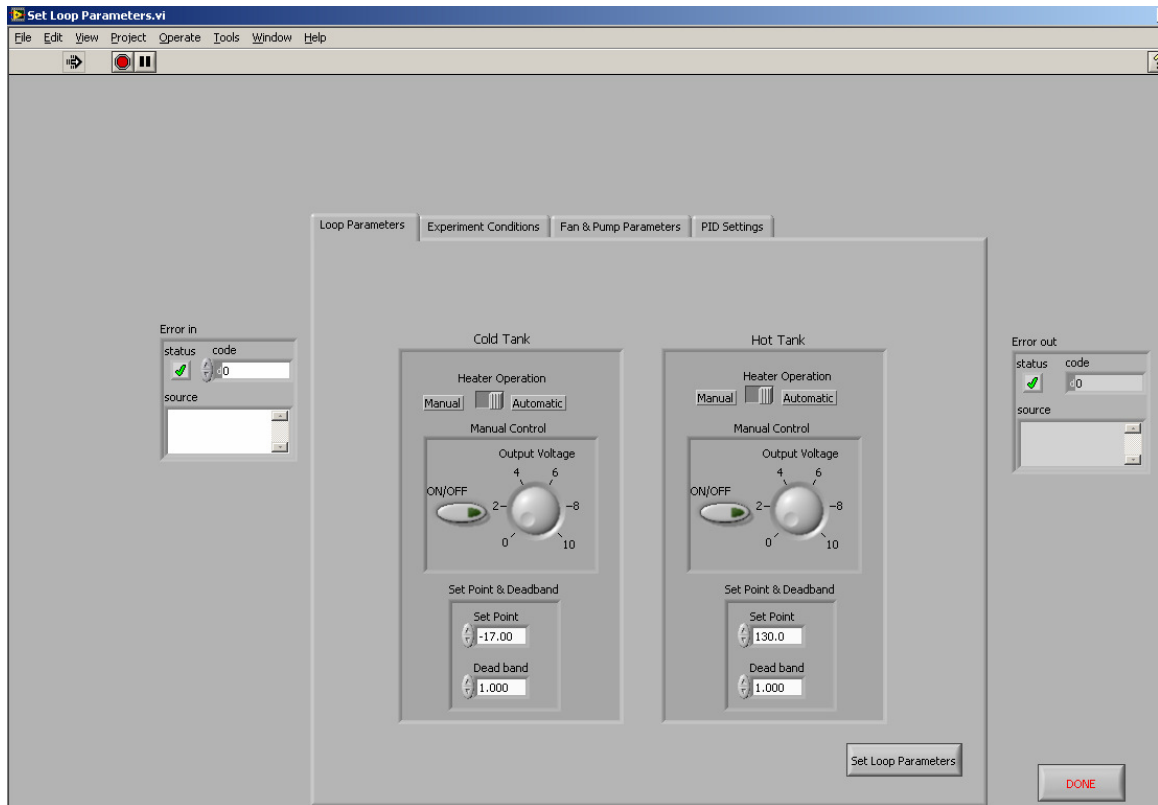 Set Loop Parameters.vi
File Edit View Project Operate Tools Window Help
Loop Parameters Experiment Conditions Fan & Pump Parameters PID Settings
Error in
status code
d0
source
Cold Tank
Heater Operation
Manual Automatic
Manual Control
Output Voltage
ON/OFF
0 2 4 6 8 10
Set Point & Deadband
Set Point
-17.00
Dead band
1.000
Hot Tank
Heater Operation
Manual Automatic
Manual Control
Output Voltage
ON/OFF
0 2 4 6 8 10
Set Point & Deadband
Set Point
130.0
Dead band
1.000
Error out
status code
d0
source
Set Loop Parameters
DONE